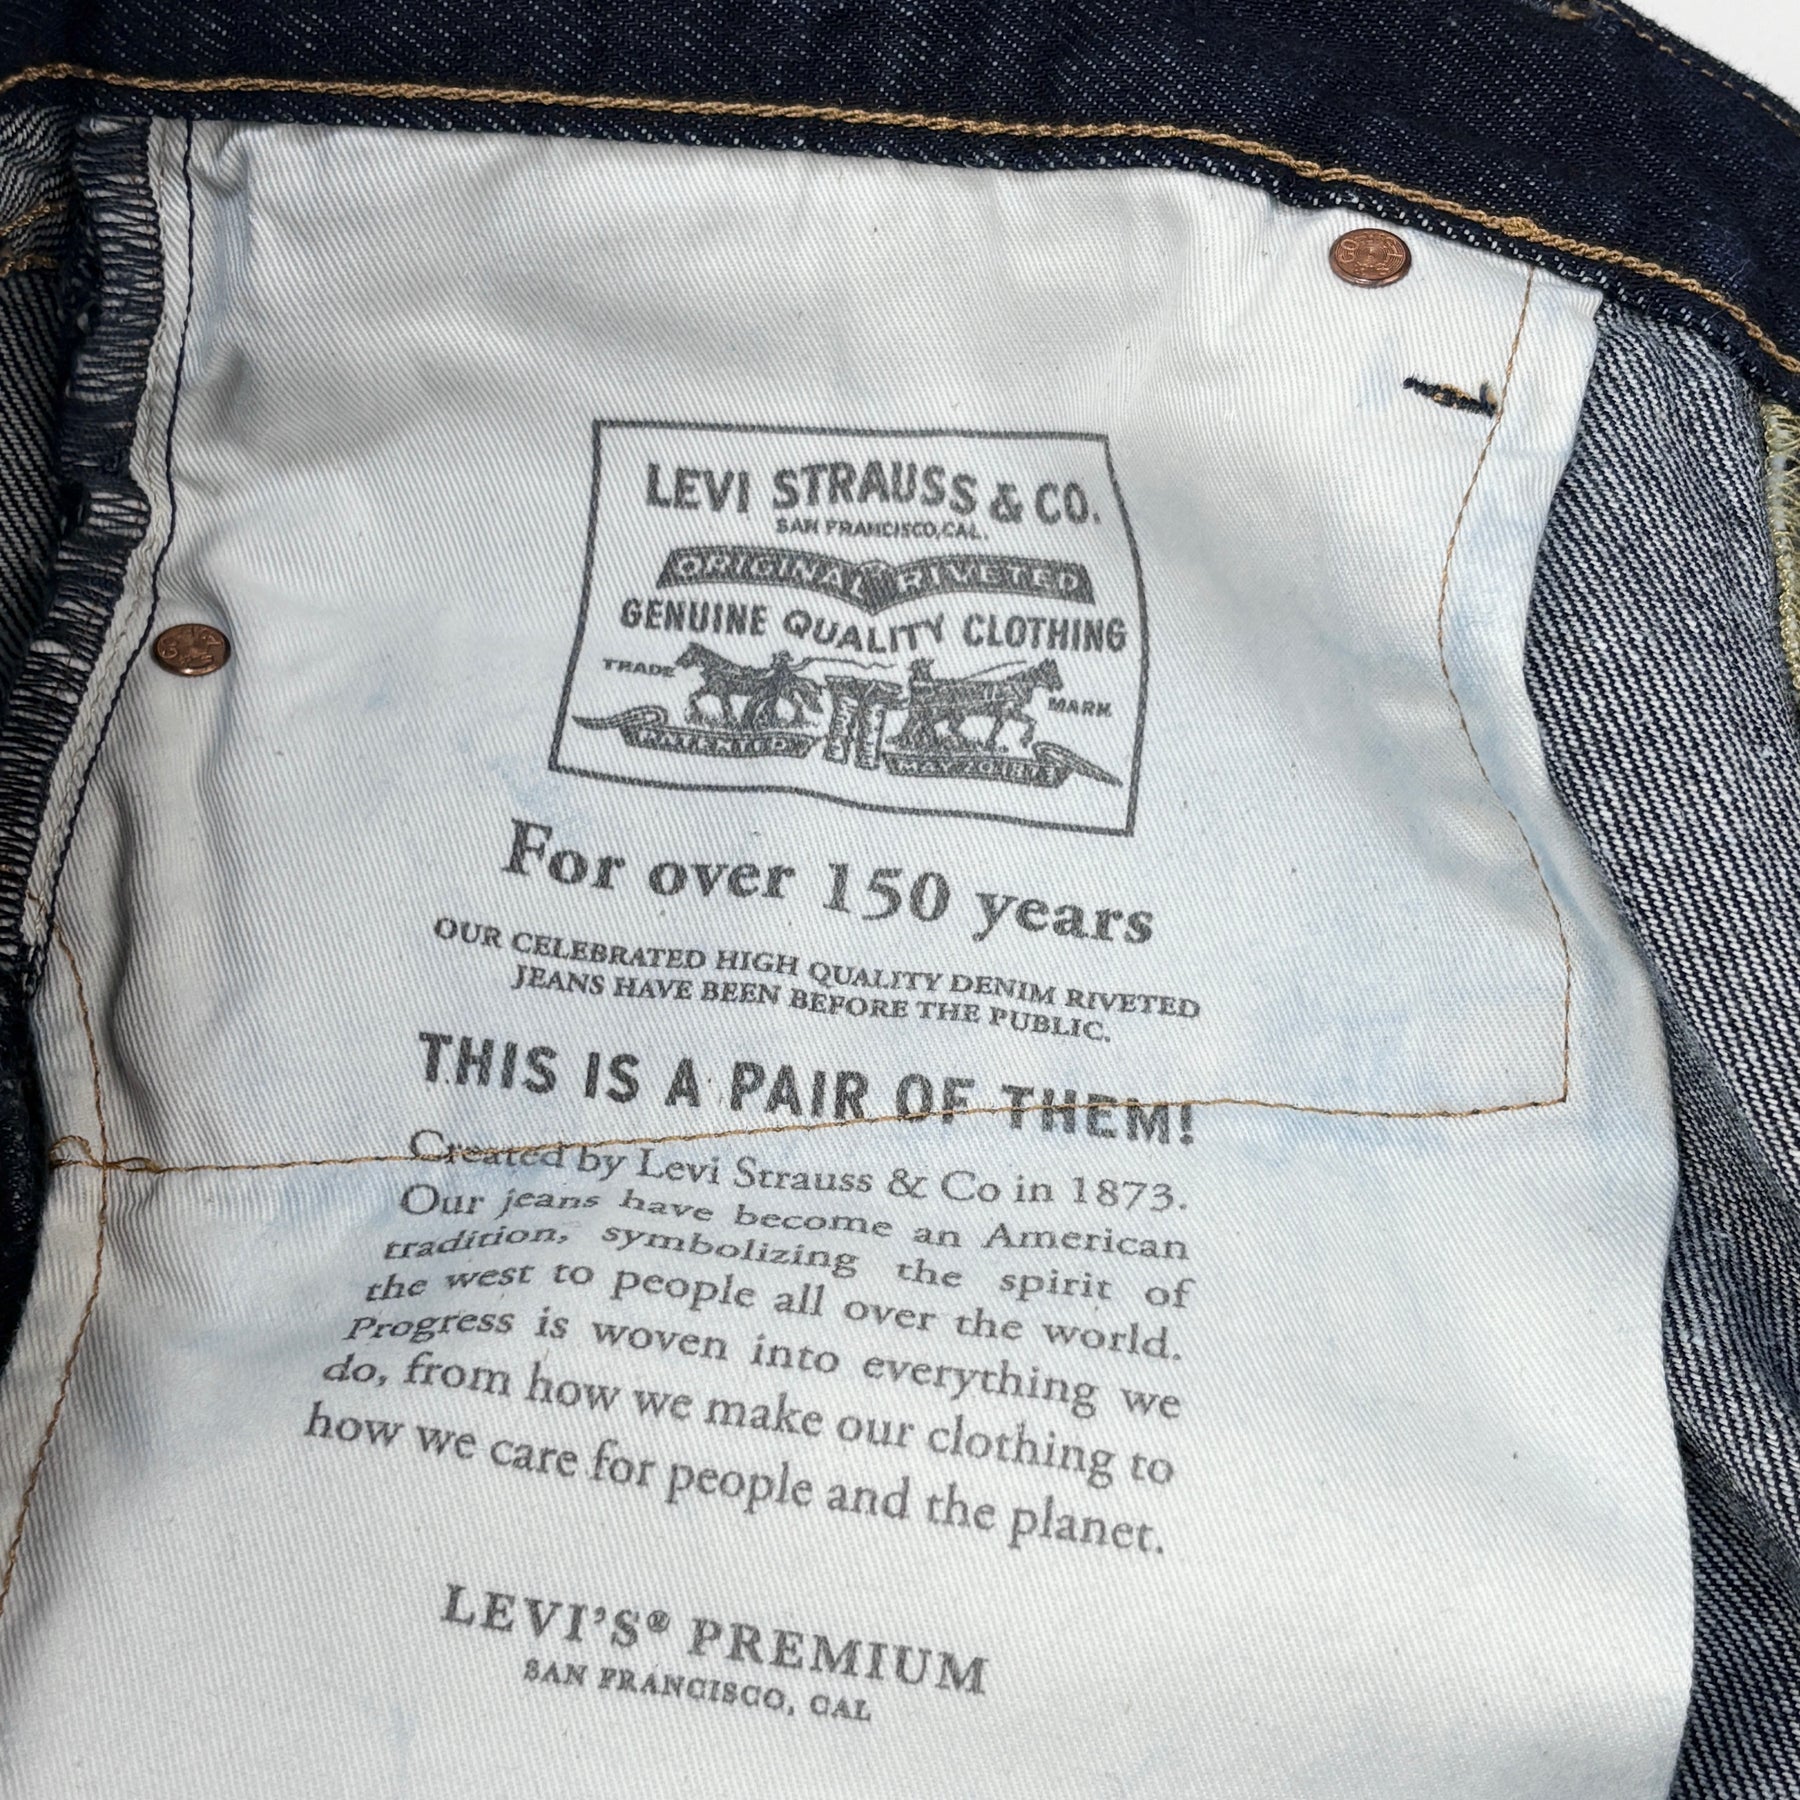 LEVI STRAUSS & CO.
SAN FRANCISCO, CAL.
ORIGINAL RIVETED
GENUINE QUALITY CLOTHING
TRADE MARK
PATENTED MAY 20 1873
For over 150 years
OUR CELEBRATED HIGH QUALITY DENIM RIVETED
JEANS HAVE BEEN BEFORE THE PUBLIC.
THIS IS A PAIR OF THEM!
Created by Levi Strauss & Co in 1873.
Our jeans have become an American
tradition, symbolizing the spirit of
the west to people all over the world.
Progress is woven into everything we
do, from how we make our clothing to
how we care for people and the planet.
LEVI'S® PREMIUM
SAN FRANCISCO, CAL